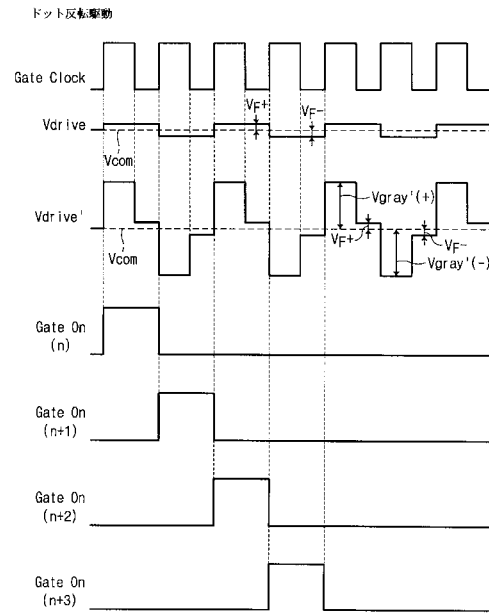 ドット反転駆動
Gate Clock
VF+
VF-
Vdrive
Vcom
Vgray'(+)
Vdrive'
VF+
VF-
Vcom
Vgray'(-)
Gate On
(n)
Gate On
(n+1)
Gate On
(n+2)
Gate On
(n+3)